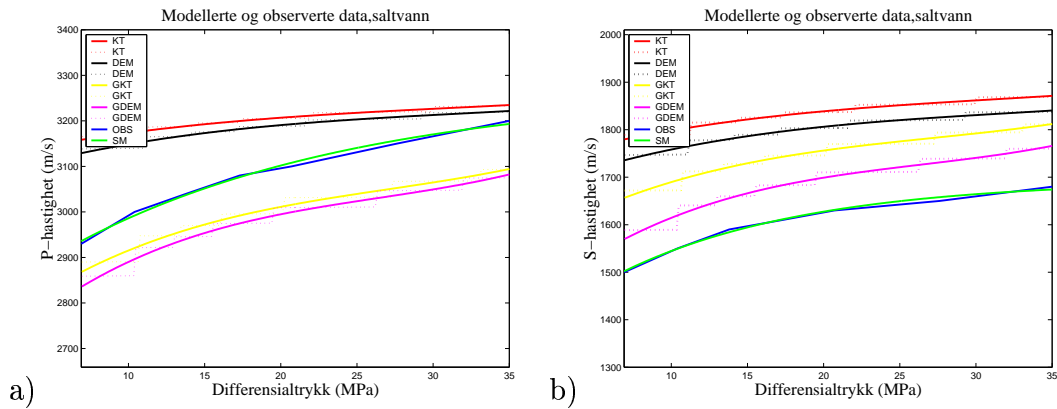 Modellerte og observerte data,saltvann
3400
3300
3200
3100
3000
2900
2800
2700
P−hastighet (m/s)
KT
KT
DEM
DEM
GKT
GKT
GDEM
GDEM
OBS
SM
10
15
20
25
30
35
Differensialtrykk (MPa)
a)
Modellerte og observerte data,saltvann
2000
1900
1800
1700
1600
1500
1400
1300
S−hastighet (m/s)
KT
KT
DEM
DEM
GKT
GKT
GDEM
GDEM
OBS
SM
10
15
20
25
30
35
Differensialtrykk (MPa)
b)